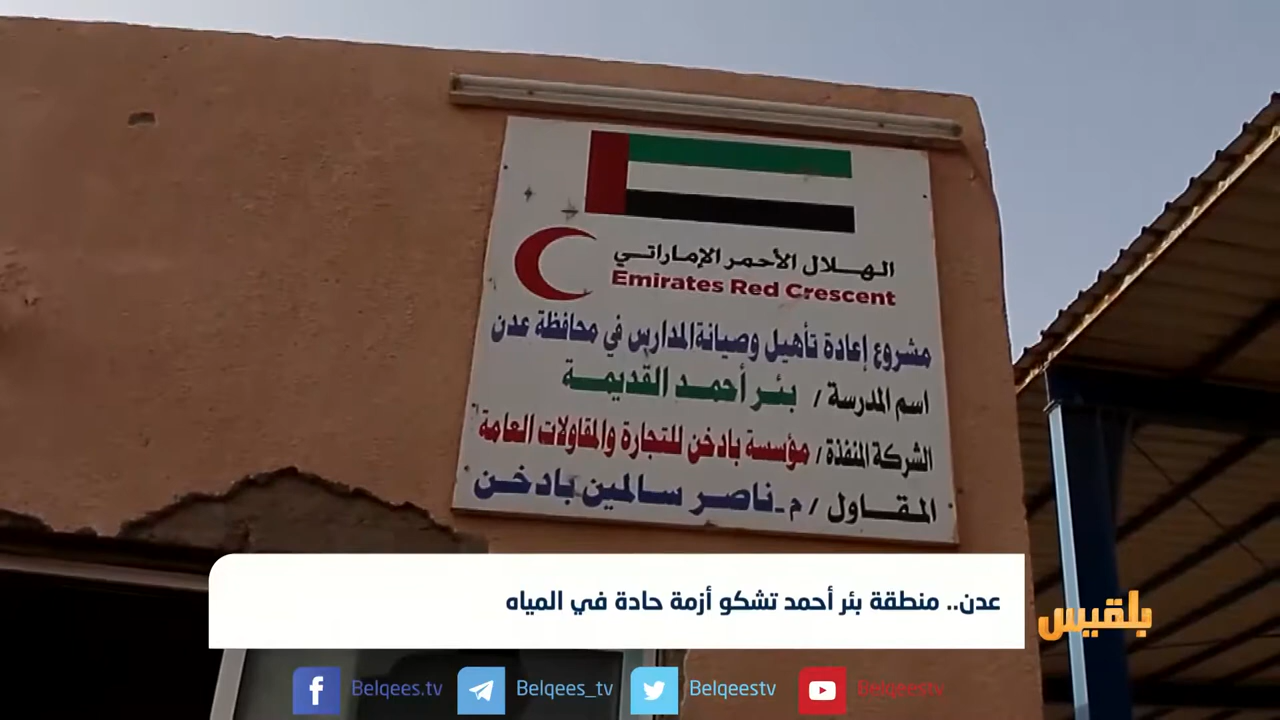 الهلال الأحمر الإماراتي
Emirates Red Crescent
مشروع إعادة تأهيل وصيانة المدارس في محافظة عدن
اسم المدرسة / بئر أحمد القديمة
الشركة المنفذة / مؤسسة بادخن للتجارة والمقاولات العامة
المقاول / م - ناصر سالمين بادخن
عدن.. منطقة بئر أحمد تشكو أزمة حادة في المياه
بلقيس
Belqees.tv Belqees_tv Belqeestv Belqeestv